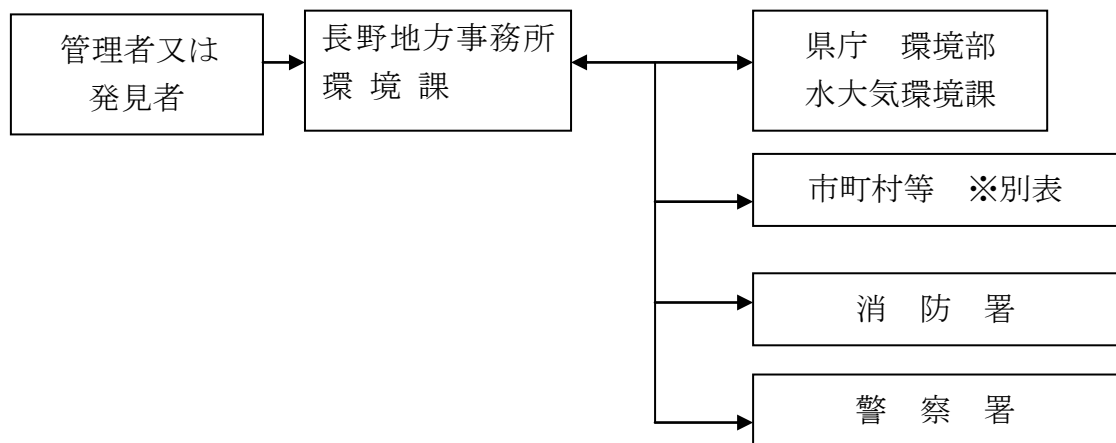 管理者又は
発見者
長野地方事務所
環 境 課
県庁　環境部
水大気環境課
市町村等　※別表
消　防　署
警　察　署